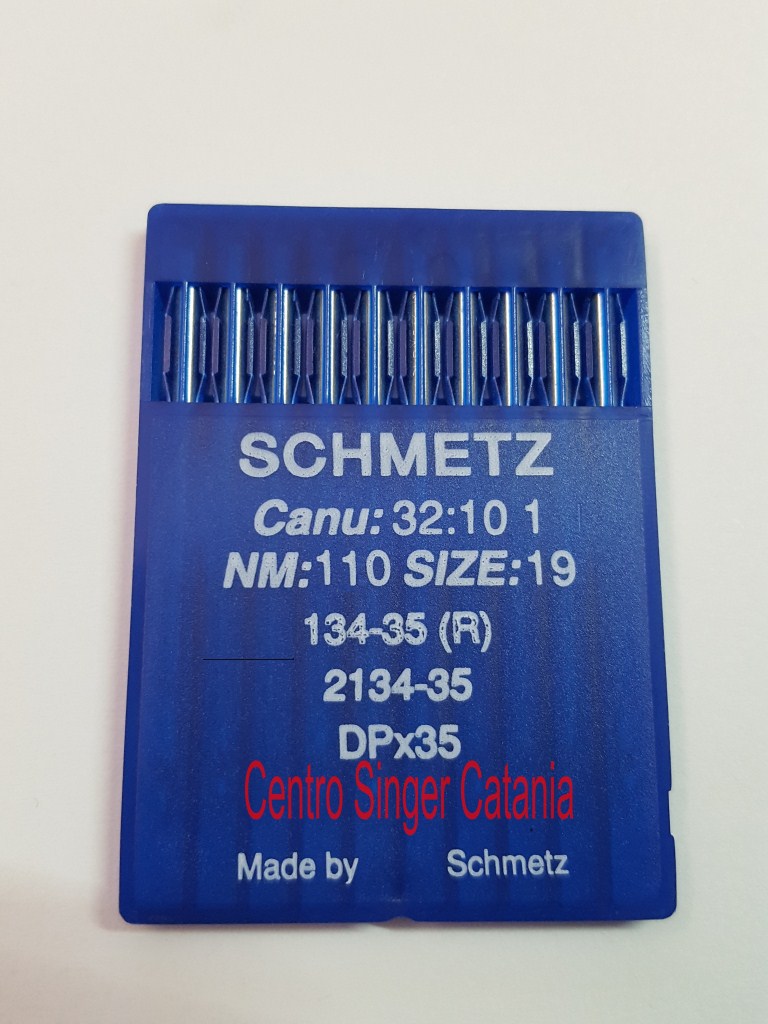 SCHMETZ
Canu: 32:10 1
NM:110 SIZE:19
134-35 (R)
2134-35
DPx35
Centro Singer Catania
Made by Schmetz